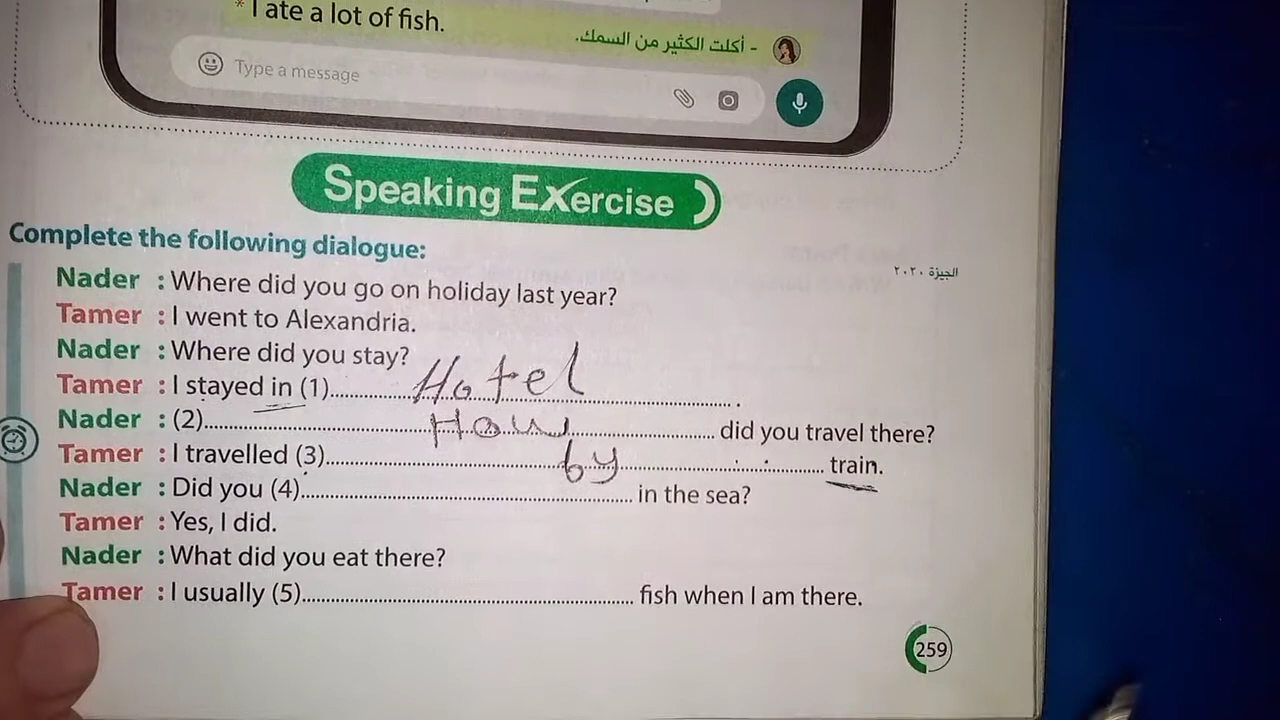 * I ate a lot of fish.
- أكلت الكثير من السمك.
Type a message
Speaking Exercise
Complete the following dialogue:
الجيزة ٢٠٢٠
Nader : Where did you go on holiday last year?
Tamer : I went to Alexandria.
Nader : Where did you stay?
Tamer : I stayed in (1)..........Hotel.......... .
Nader : (2)..........How.......... did you travel there?
Tamer : I travelled (3)..........by.......... train.
Nader : Did you (4).................... in the sea?
Tamer : Yes, I did.
Nader : What did you eat there?
Tamer : I usually (5).................... fish when I am there.
259